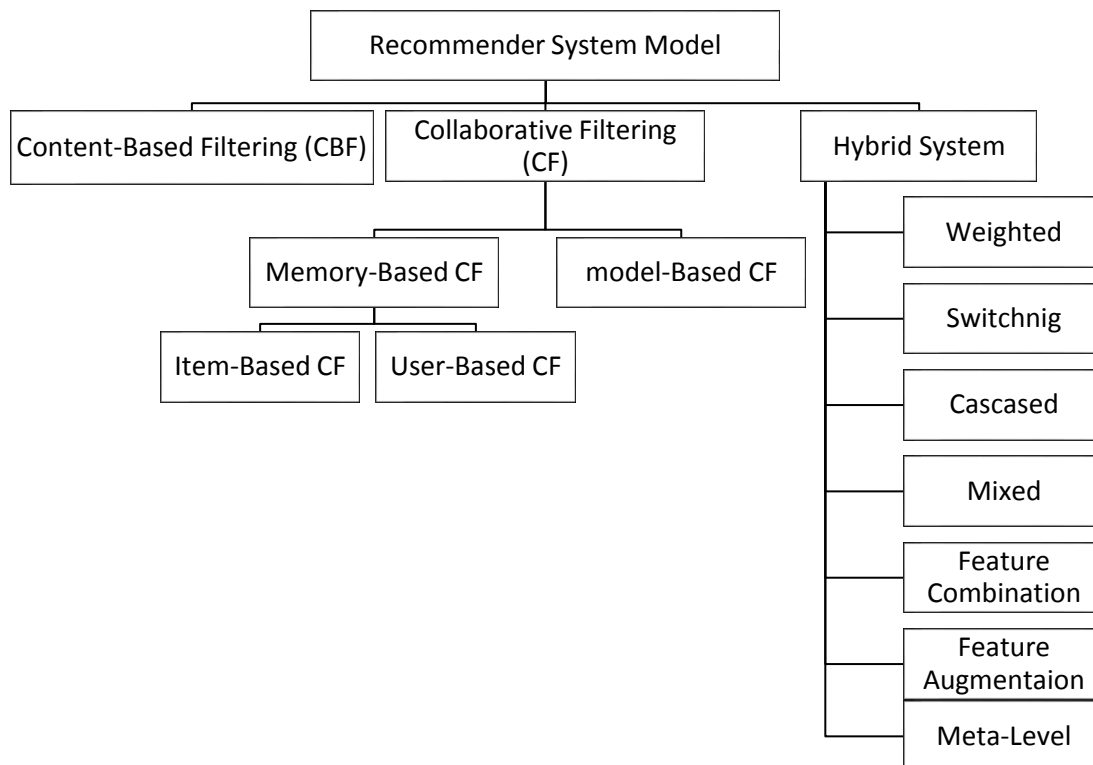 Recommender System Model
Content-Based Filtering (CBF)
Collaborative Filtering
(CF)
Hybrid System
Memory-Based CF
model-Based CF
Item-Based CF
User-Based CF
Weighted
Switchnig
Cascased
Mixed
Feature
Combination
Feature
Augmentaion
Meta-Level